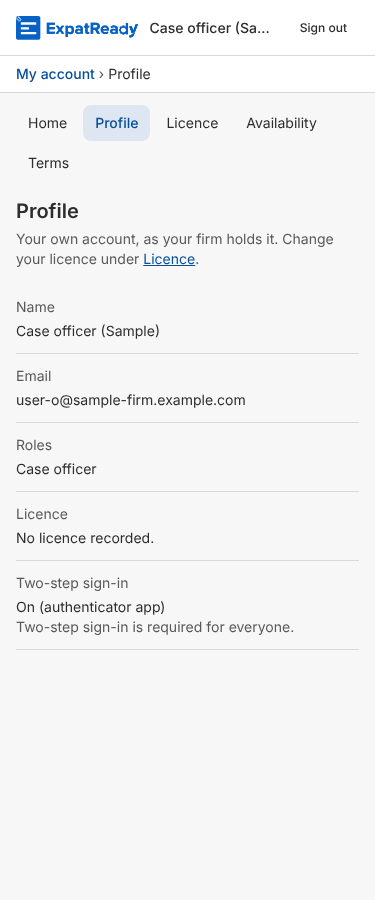 ExpatReady Case officer (Sa... Sign out
My account › Profile
Home Profile Licence Availability
Terms
Profile
Your own account, as your firm holds it. Change
your licence under Licence.
Name
Case officer (Sample)
Email
user-o@sample-firm.example.com
Roles
Case officer
Licence
No licence recorded.
Two-step sign-in
On (authenticator app)
Two-step sign-in is required for everyone.